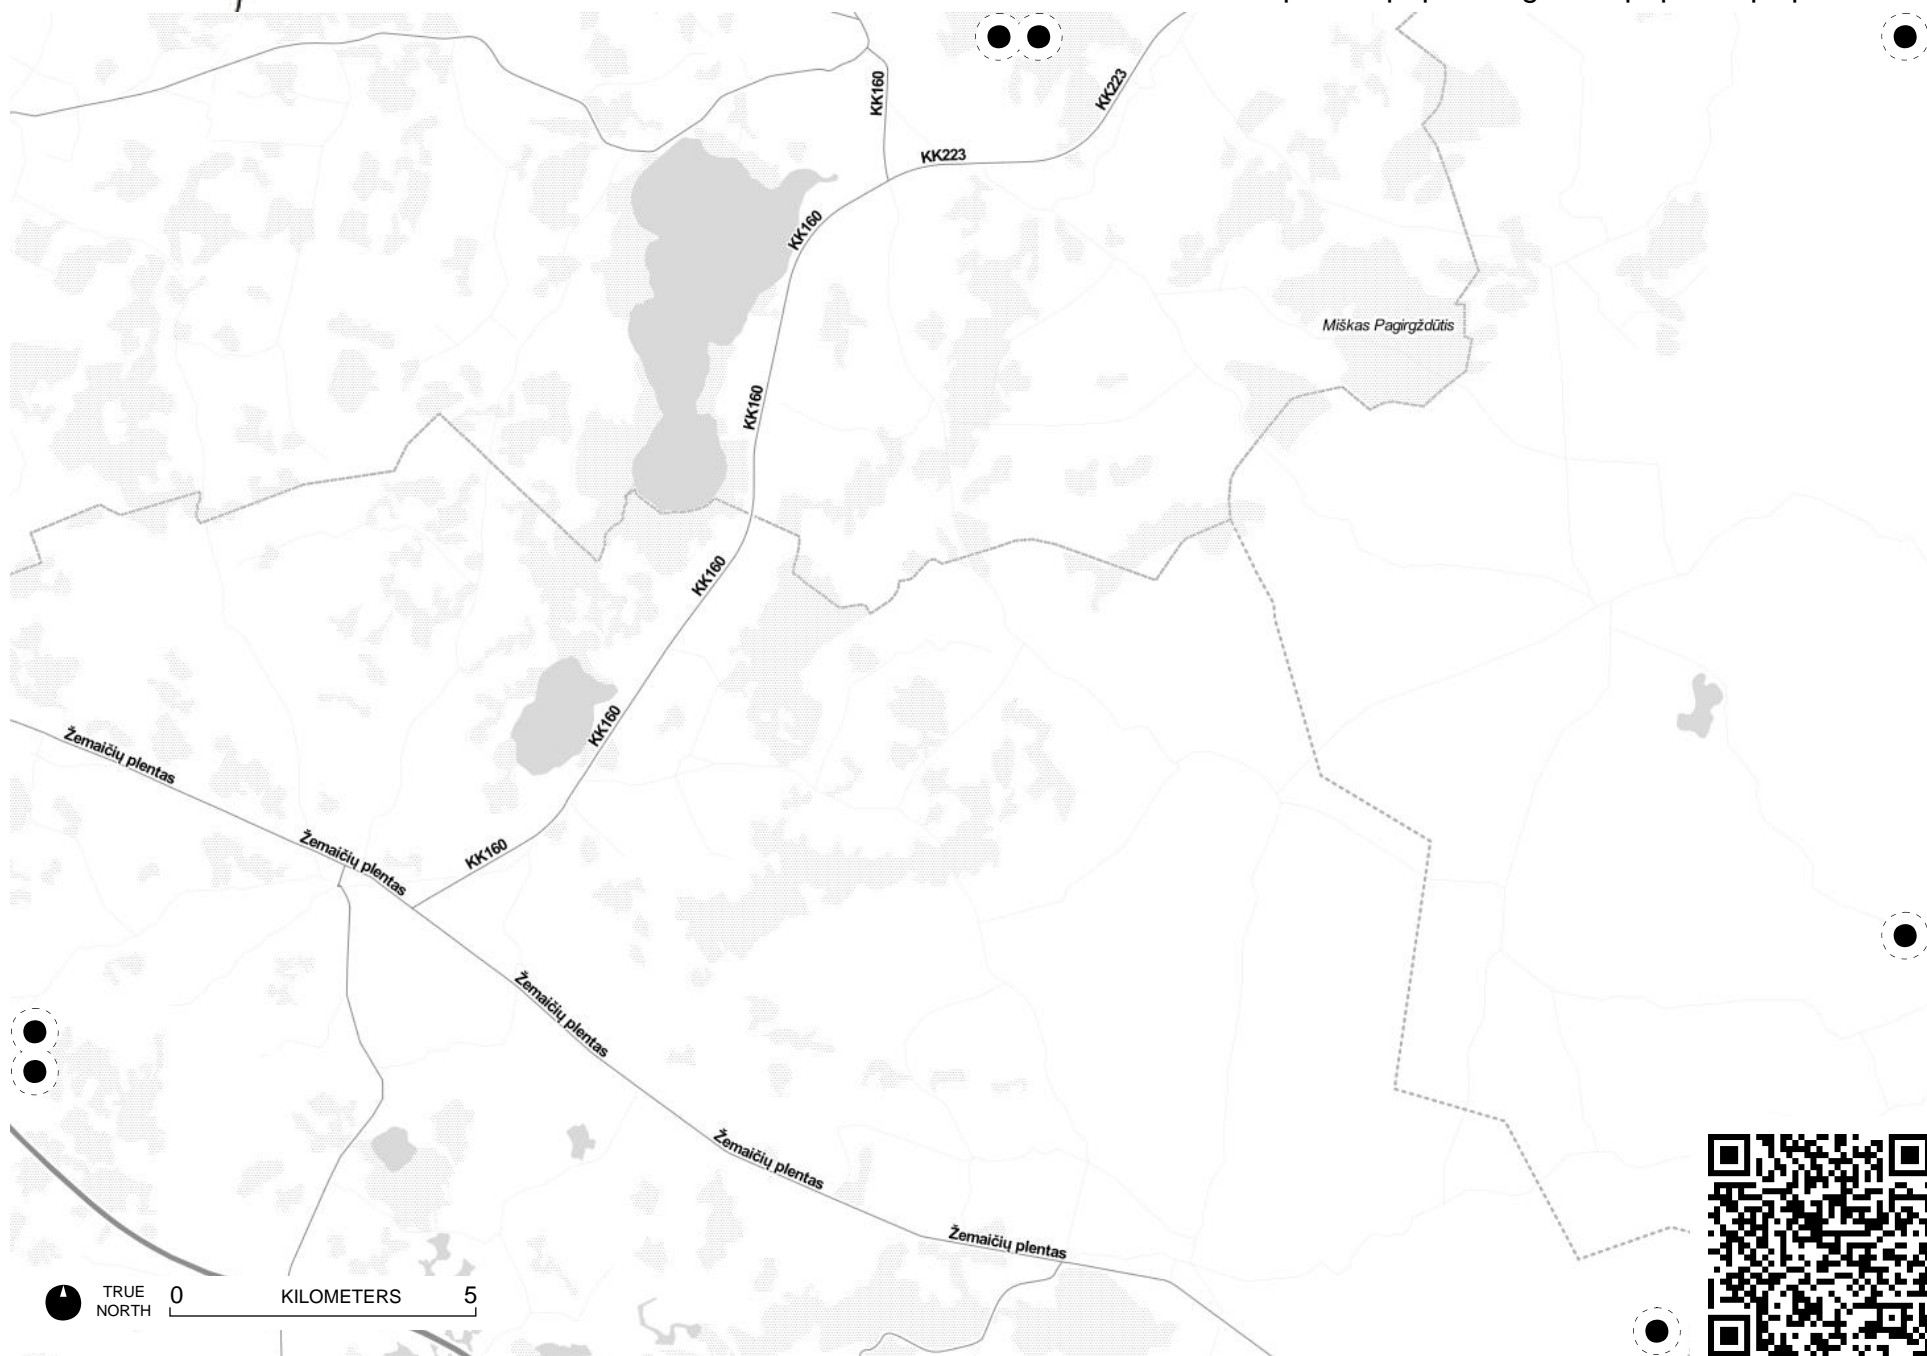 KK160
KK223
KK223
KK160
Miškas Pagirgždūtis
KK160
KK160
KK160
Žemaičių plentas
Žemaičių plentas
KK160
Žemaičių plentas
Žemaičių plentas
Žemaičių plentas
TRUE NORTH
0 KILOMETERS 5